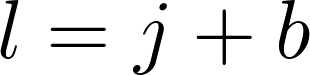 l = j + b